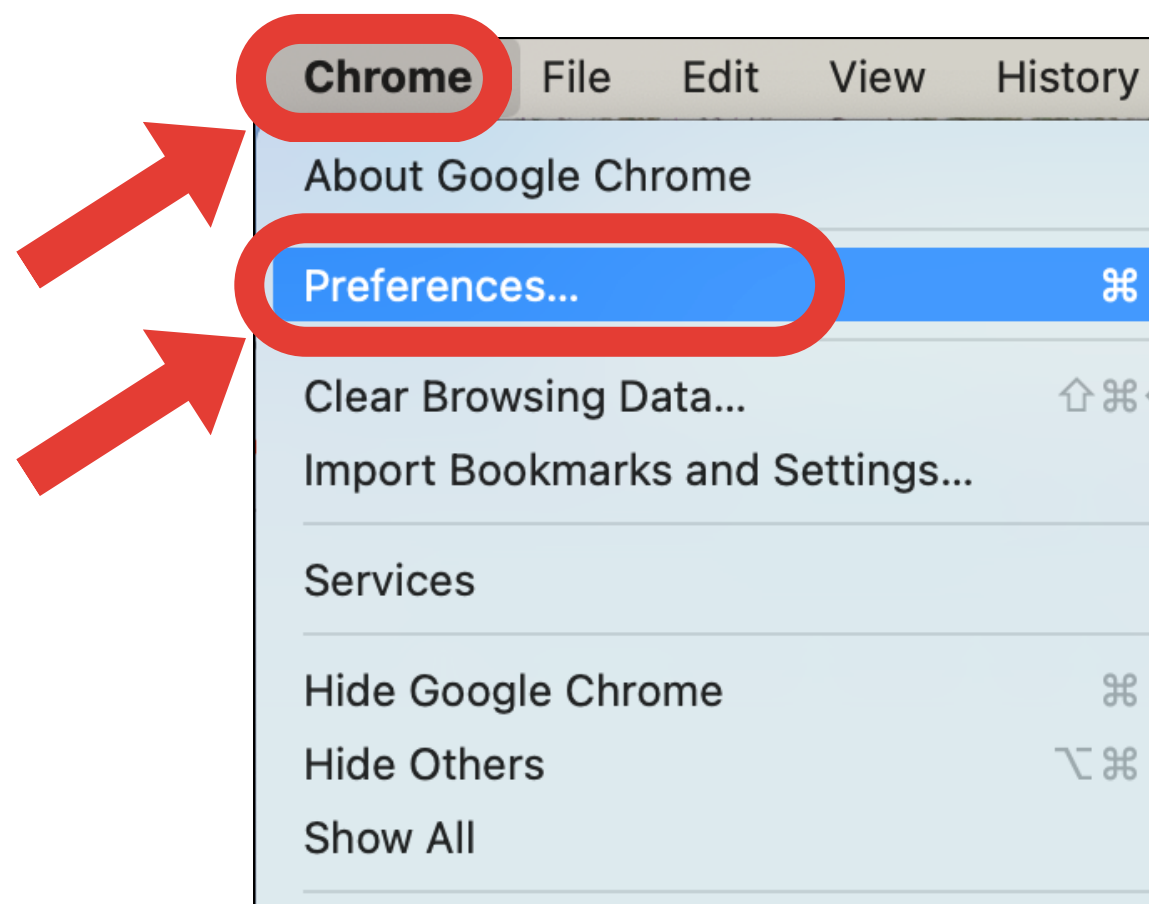 Chrome File Edit View History
About Google Chrome
Preferences... ⌘
Clear Browsing Data... ⇧⌘
Import Bookmarks and Settings...
Services
Hide Google Chrome ⌘
Hide Others ⌥⌘
Show All